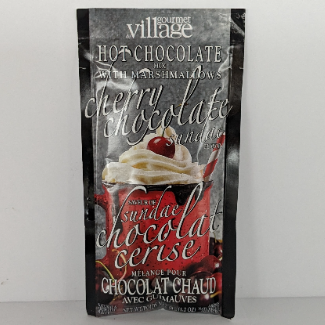 gourmet
village
HOT CHOCOLATE
MIX
WITH MARSHMALLOWS
cherry
chocolate
sundae
sundae
chocolat
cerise
MÉLANGE POUR
CHOCOLAT CHAUD
AVEC GUIMAUVES